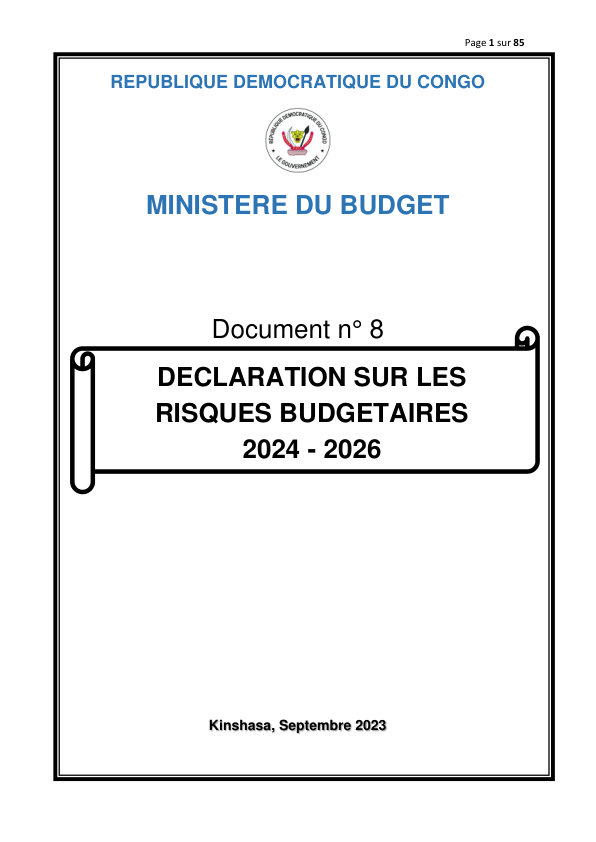 Page 1 sur 85
REPUBLIQUE DEMOCRATIQUE DU CONGO
REPUBLIQUE DEMOCRATIQUE DU CONGO
LE GOUVERNEMENT
MINISTERE DU BUDGET
Document n° 8
DECLARATION SUR LES
RISQUES BUDGETAIRES
2024 - 2026
Kinshasa, Septembre 2023